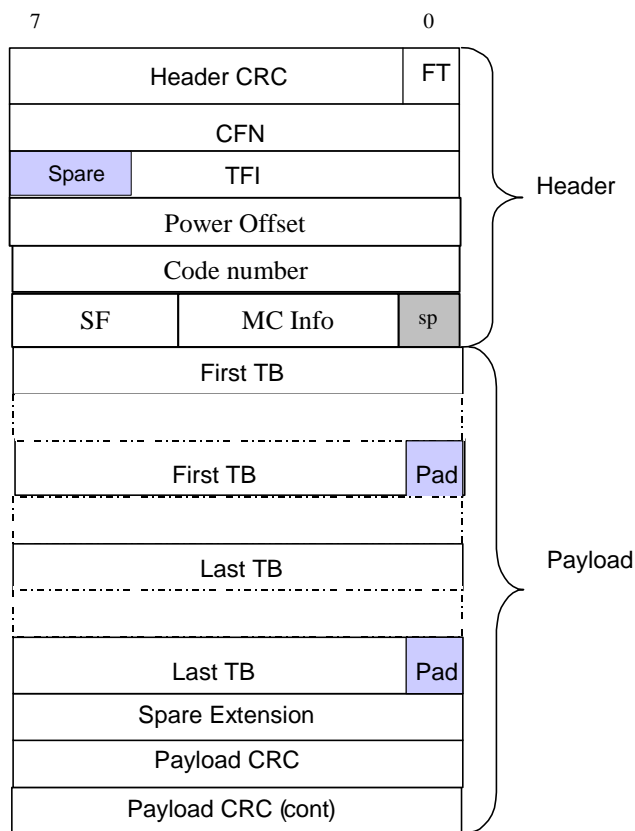 7 0
Header CRC FT
CFN
Spare TFI
Header
Power Offset
Code number
SF MC Info sp
First TB
First TB Pad
Last TB
Payload
Last TB Pad
Spare Extension
Payload CRC
Payload CRC (cont)